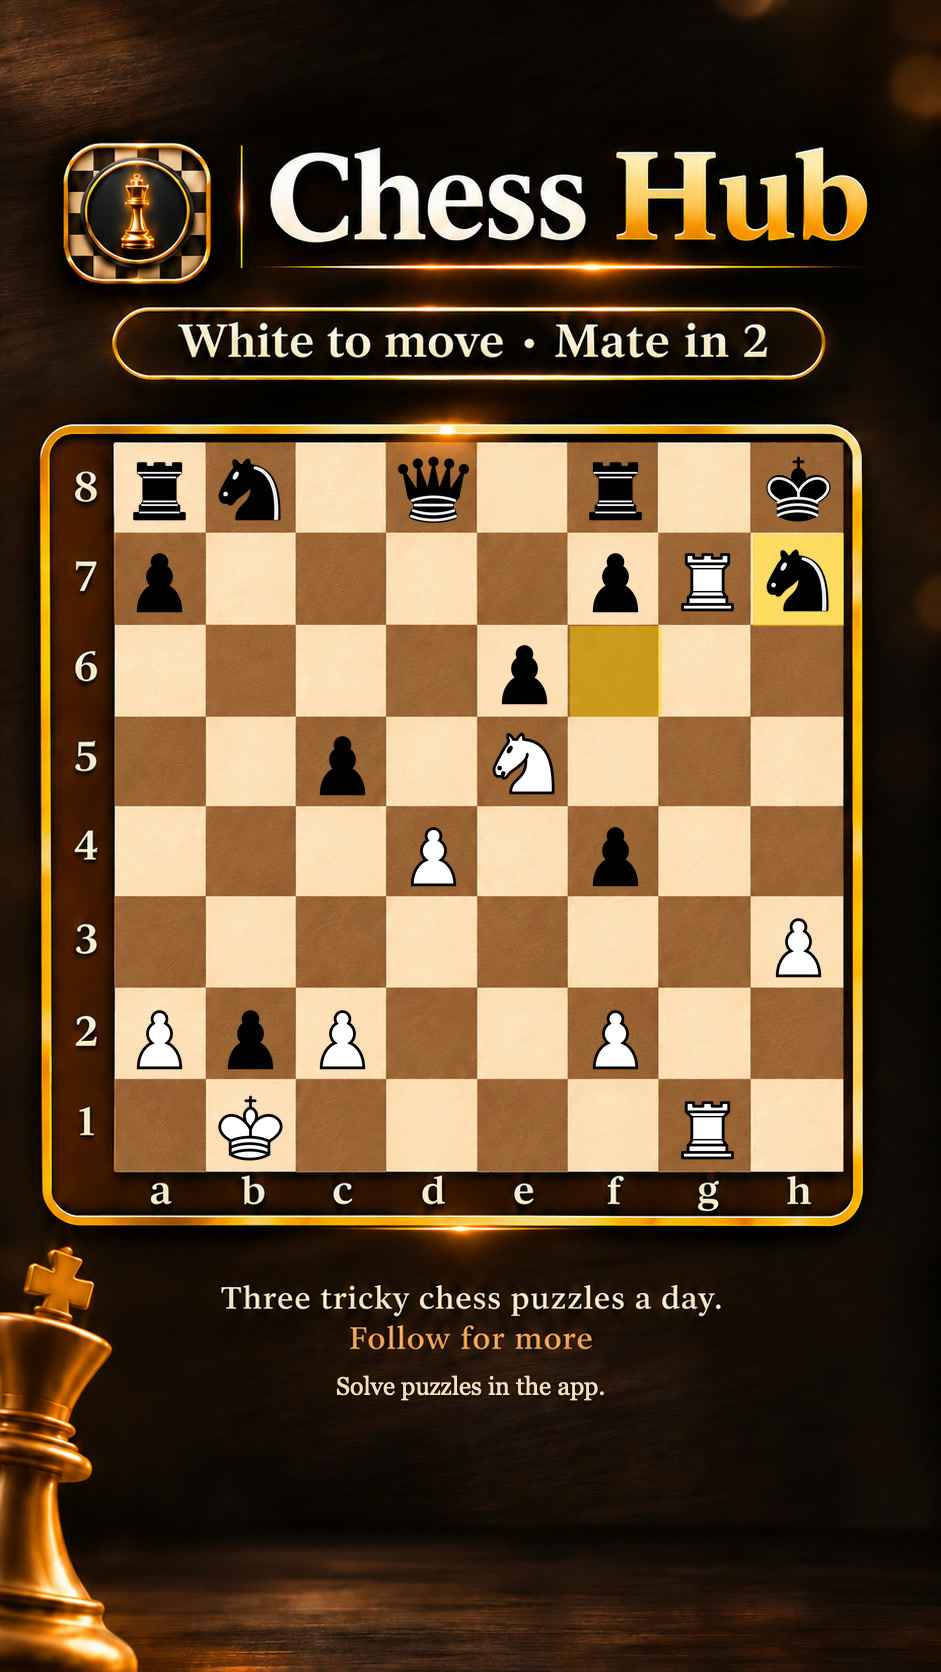 Chess Hub
White to move · Mate in 2
8
7
6
5
4
3
2
1
a b c d e f g h
Three tricky chess puzzles a day.
Follow for more
Solve puzzles in the app.